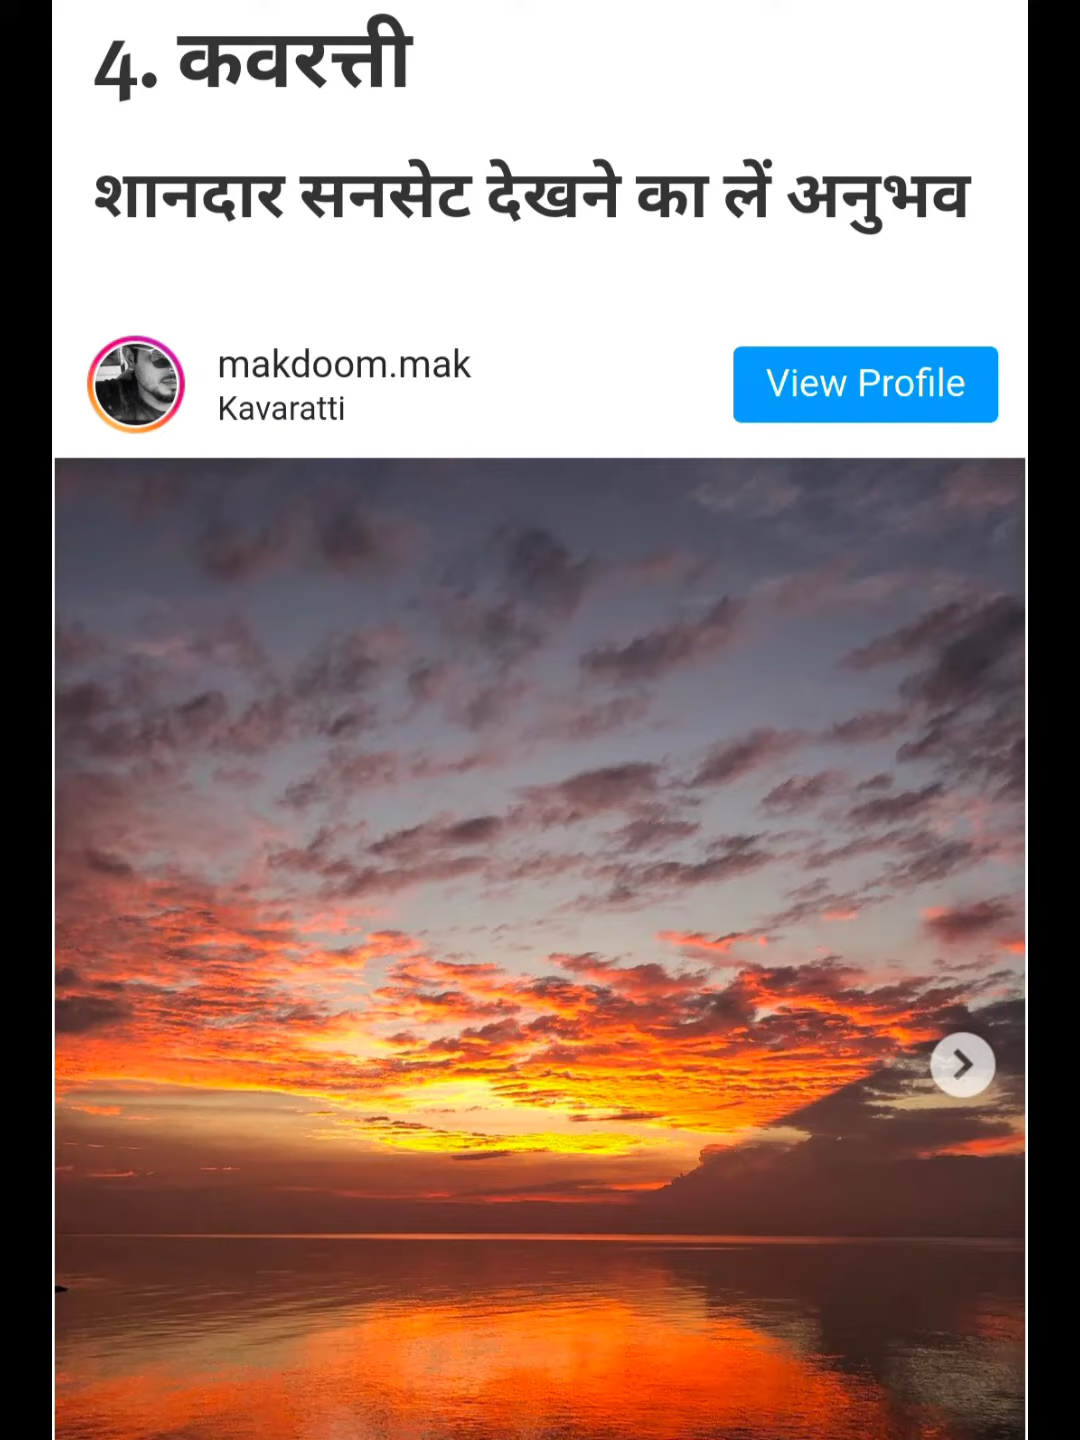 4. कवरत्ती
शानदार सनसेट देखने का लें अनुभव
makdoom.mak
Kavaratti
View Profile